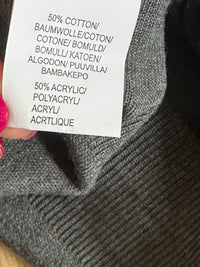 50% COTTON/
BAUMWOLLE/COTON/
COTONE/ BOMULD/
BOMULL/ KATOEN/
ALGODON/ PUUVILLA/
BAMBAKEPO
50% ACRYLIC/
POLYACRYL/
ACRYL/
ACRTLIQUE